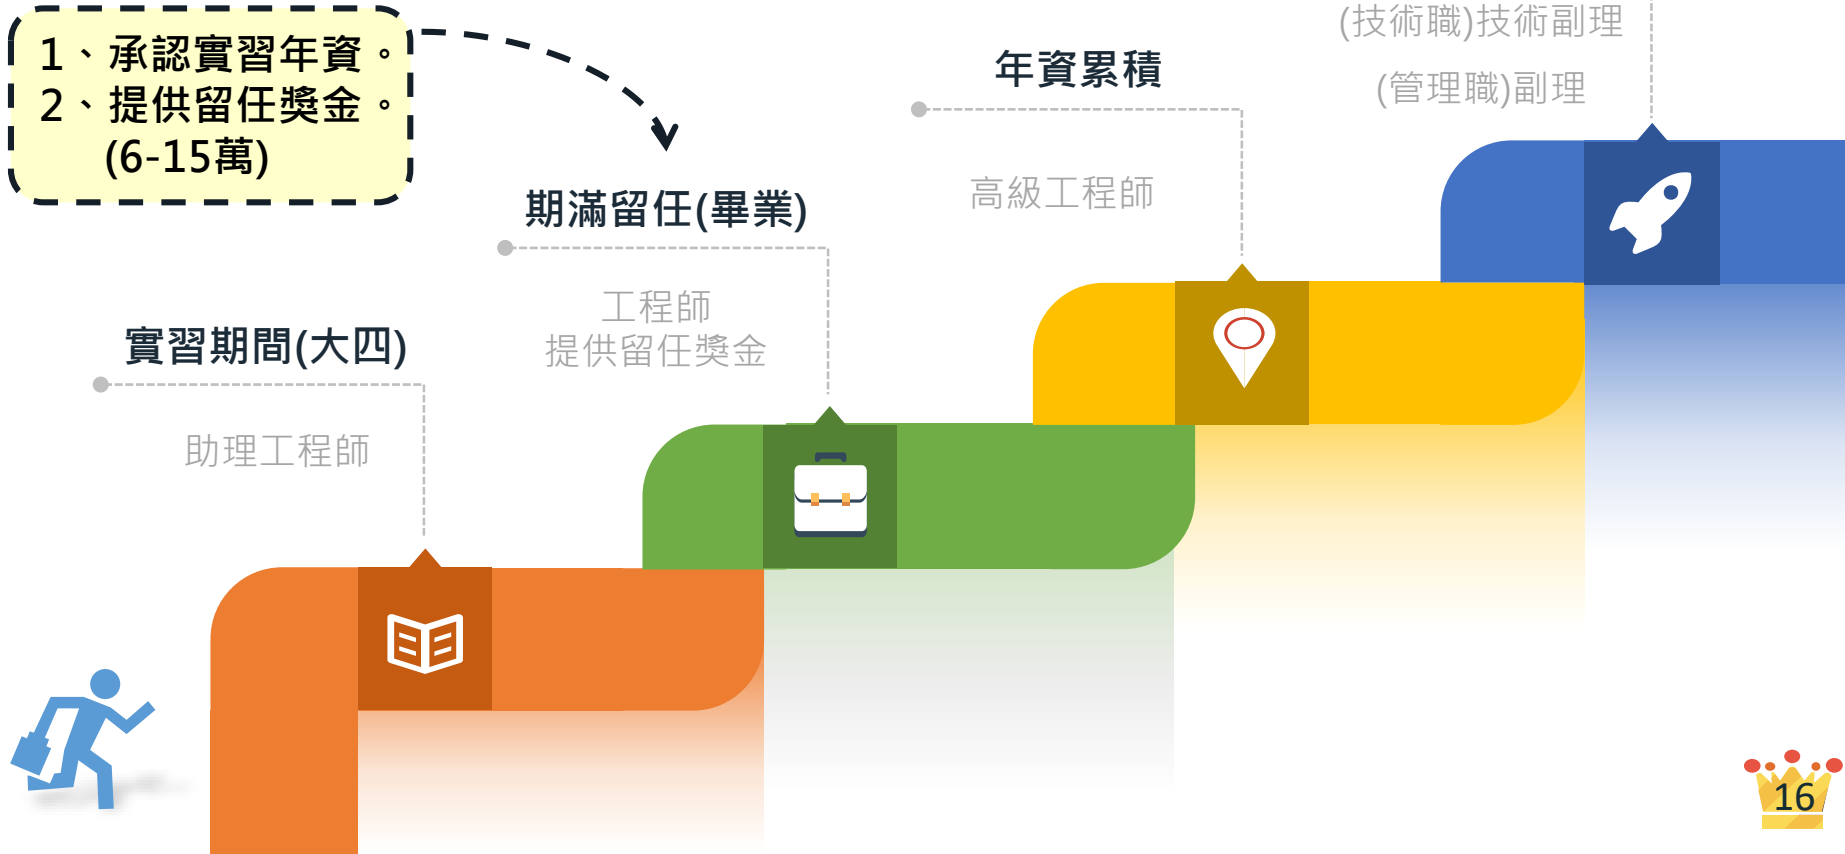 1、承認實習年資。
2、提供留任獎金。
(6-15萬)
實習期間(大四)
助理工程師
期滿留任(畢業)
工程師
提供留任獎金
年資累積
高級工程師
(技術職)技術副理
(管理職)副理
16